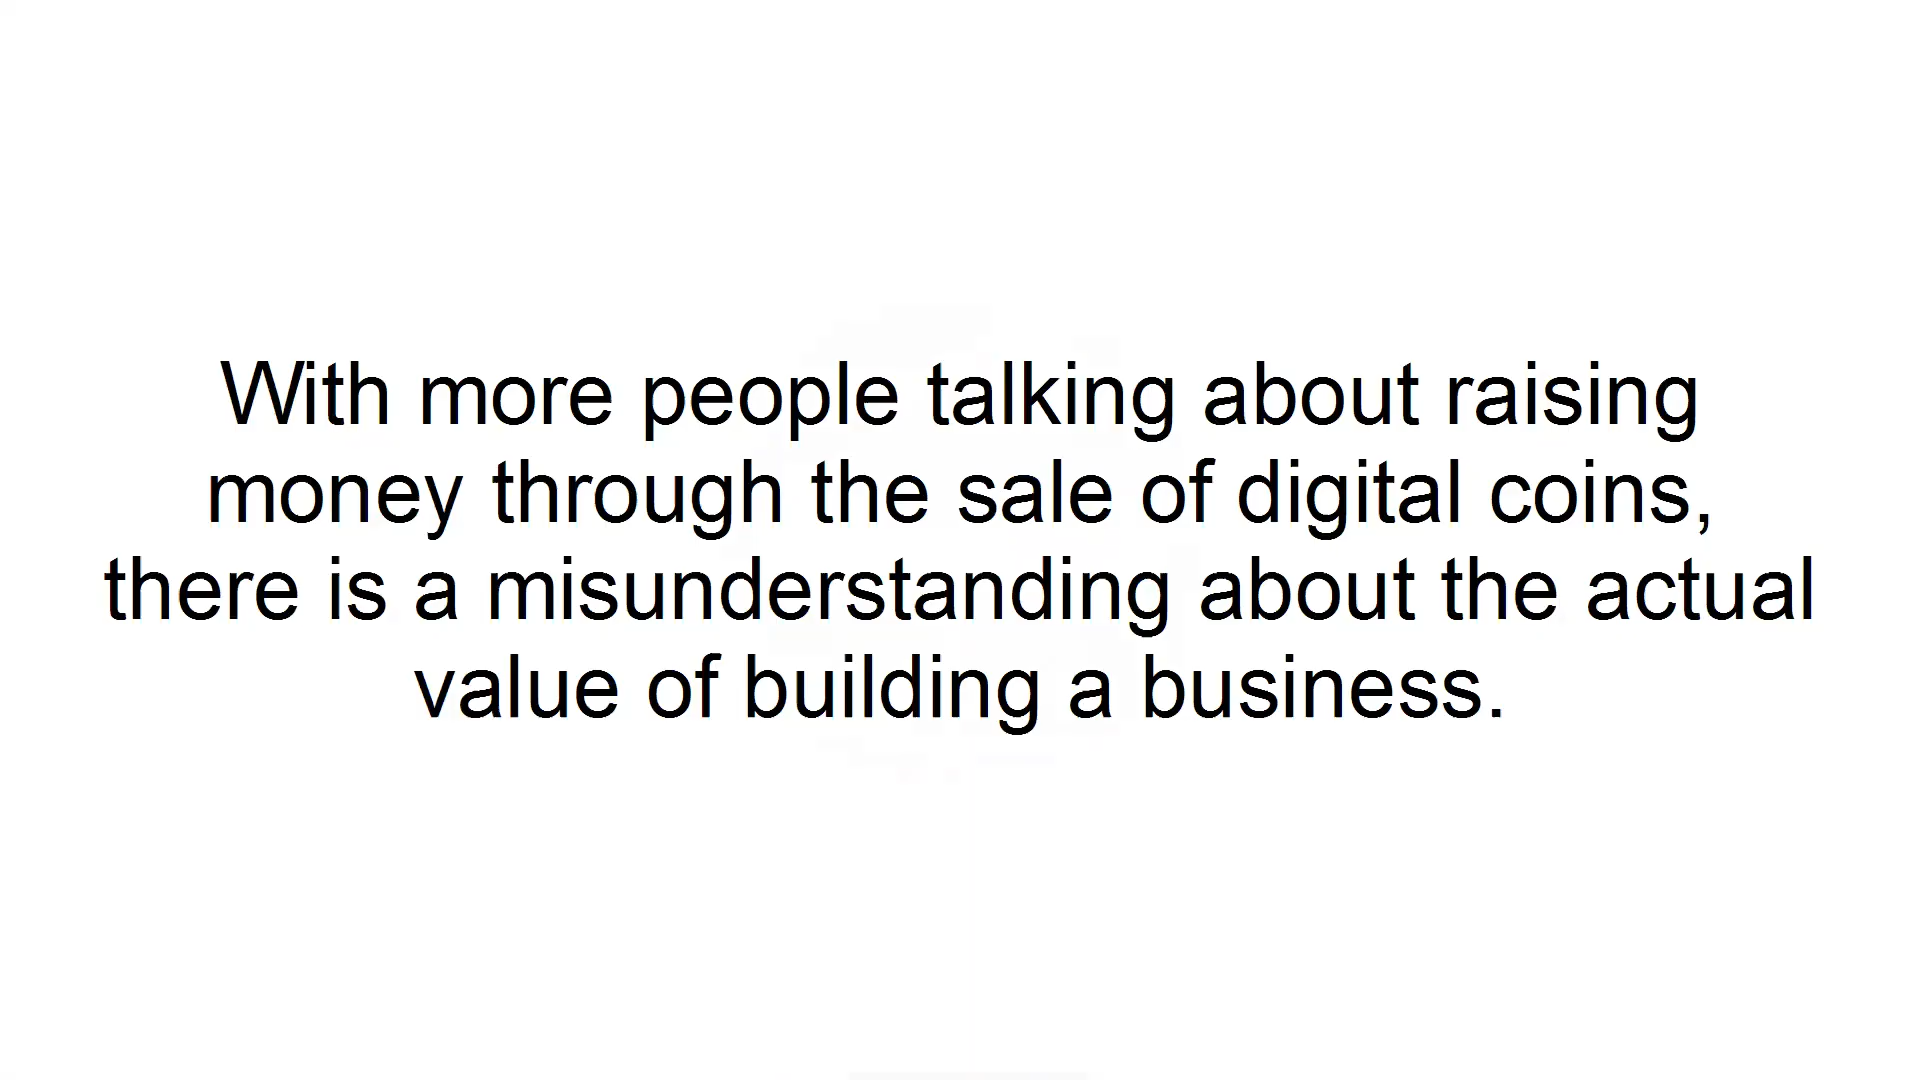 With more people talking about raising
money through the sale of digital coins,
there is a misunderstanding about the actual
value of building a business.